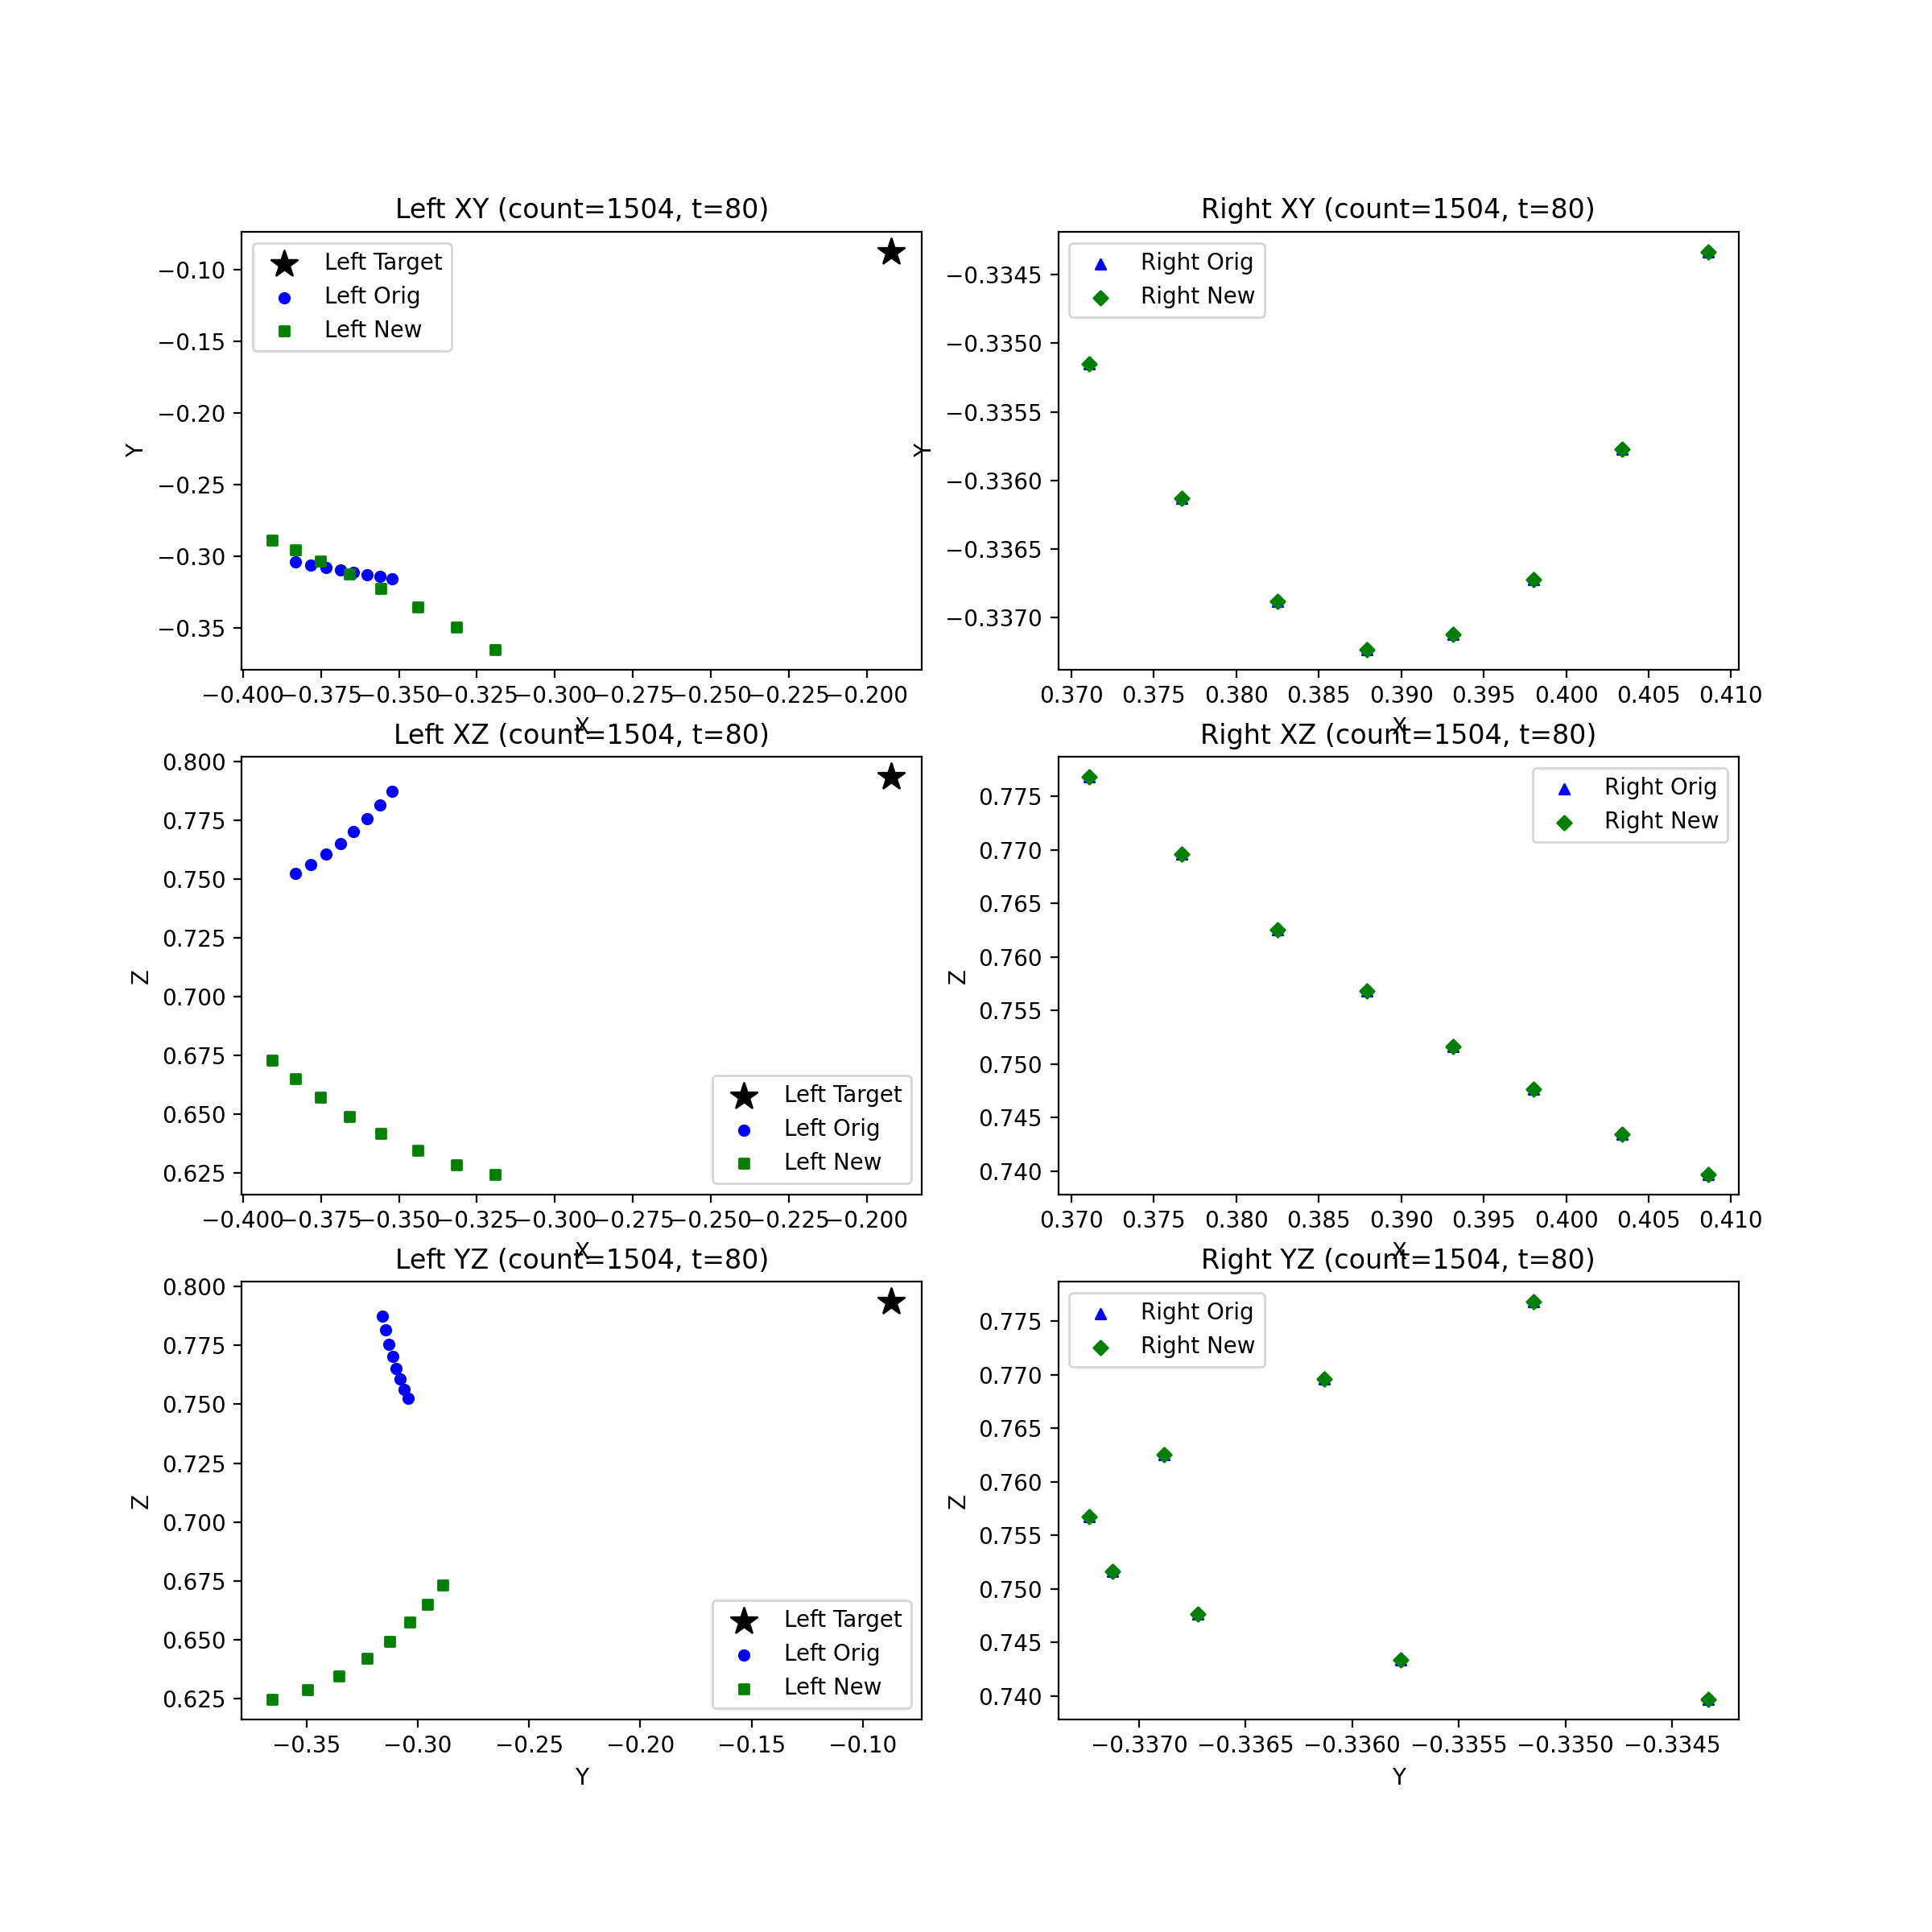 Left XY (count=1504, t=80)
Left Target
Left Orig
Left New
−0.10
−0.15
−0.20
−0.25
−0.30
−0.35
Y
−0.400 −0.375 −0.350 −0.325 −0.300 −0.275 −0.250 −0.225 −0.200
X
Right XY (count=1504, t=80)
Right Orig
Right New
−0.3345
−0.3350
−0.3355
−0.3360
−0.3365
−0.3370
Y
0.370 0.375 0.380 0.385 0.390 0.395 0.400 0.405 0.410
X
Left XZ (count=1504, t=80)
0.800
0.775
0.750
0.725
0.700
0.675
0.650
0.625
Z
Left Target
Left Orig
Left New
−0.400 −0.375 −0.350 −0.325 −0.300 −0.275 −0.250 −0.225 −0.200
X
Right XZ (count=1504, t=80)
Right Orig
Right New
0.775
0.770
0.765
0.760
0.755
0.750
0.745
0.740
Z
0.370 0.375 0.380 0.385 0.390 0.395 0.400 0.405 0.410
X
Left YZ (count=1504, t=80)
0.800
0.775
0.750
0.725
0.700
0.675
0.650
0.625
Z
Left Target
Left Orig
Left New
−0.35 −0.30 −0.25 −0.20 −0.15 −0.10
Y
Right YZ (count=1504, t=80)
Right Orig
Right New
0.775
0.770
0.765
0.760
0.755
0.750
0.745
0.740
Z
−0.3370 −0.3365 −0.3360 −0.3355 −0.3350 −0.3345
Y